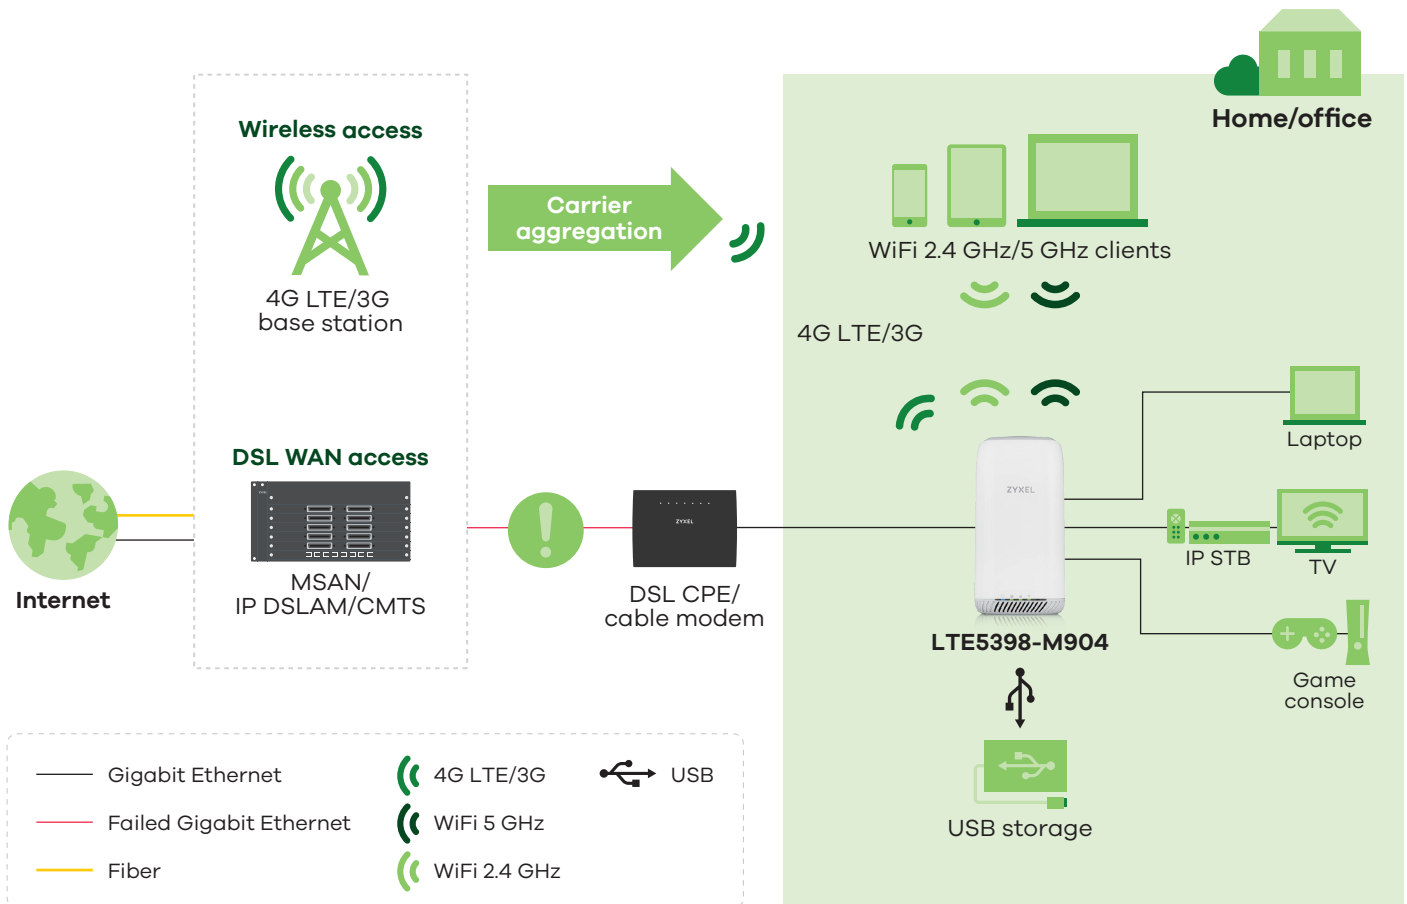 Home/office
Wireless access
Carrier
aggregation
4G LTE/3G
base station
WiFi 2.4 GHz/5 GHz clients
4G LTE/3G
Laptop
DSL WAN access
ZYXEL
ZYXEL
IP STB
TV
Internet
MSAN/
IP DSLAM/CMTS
DSL CPE/
cable modem
LTE5398-M904
Game
console
USB storage
Gigabit Ethernet
Failed Gigabit Ethernet
Fiber
4G LTE/3G
WiFi 5 GHz
WiFi 2.4 GHz
USB